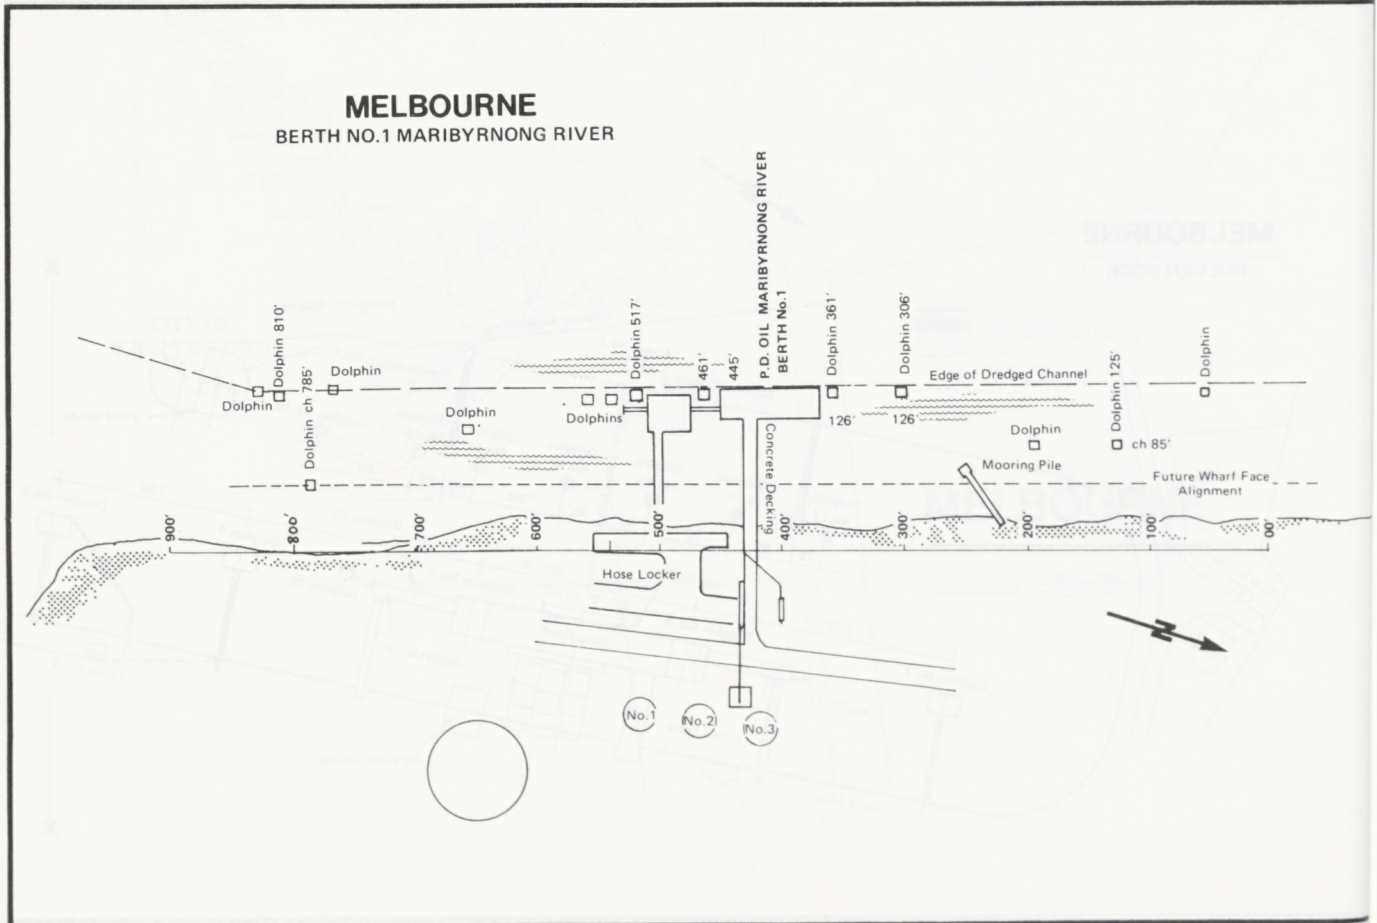 MELBOURNE
BERTH NO.1 MARIBYRNONG RIVER
P.D. OIL MARIBYRNONG RIVER
BERTH No.1
Dolphin 810'
Dolphin ch 785'
Dolphin
Dolphin
Dolphin
Dolphins
Dolphin 517'
461'
445'
Dolphin 361'
126'
Dolphin 306'
126'
Edge of Dredged Channel
Dolphin
Dolphin 125'
ch 85'
Dolphin
Mooring Pile
Future Wharf Face
Alignment
Concrete Decking
900'
800'
700'
600'
500'
400'
300'
200'
100'
00'
Hose Locker
N
No.1
No.2
No.3
MELBOURNE
HOLDEN DOCK